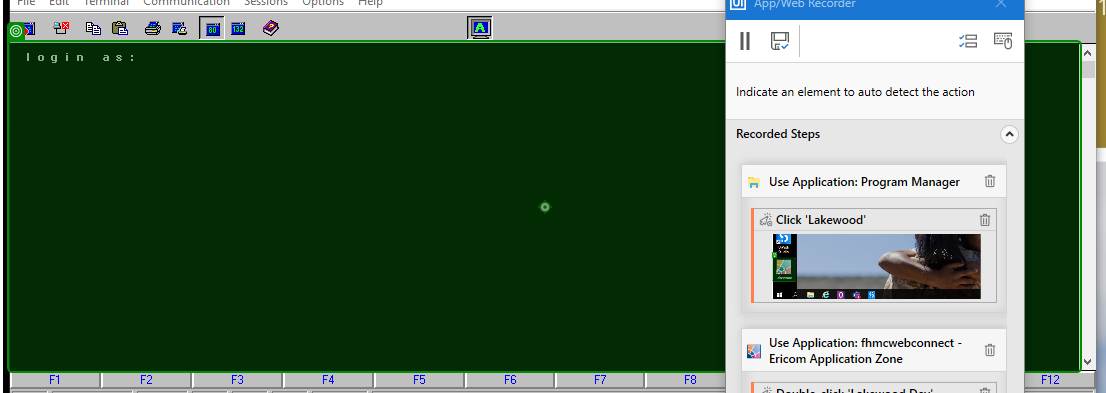 File Edit Terminal Communication Sessions Options Help
80 132 A
login as:
F1 F2 F3 F4 F5 F6 F7 F8 F12
App/Web Recorder
Indicate an element to auto detect the action
Recorded Steps
Use Application: Program Manager
Click 'Lakewood'
Use Application: fhmcwebconnect -
Ericom Application Zone
Double-click 'Lakewood Dev'